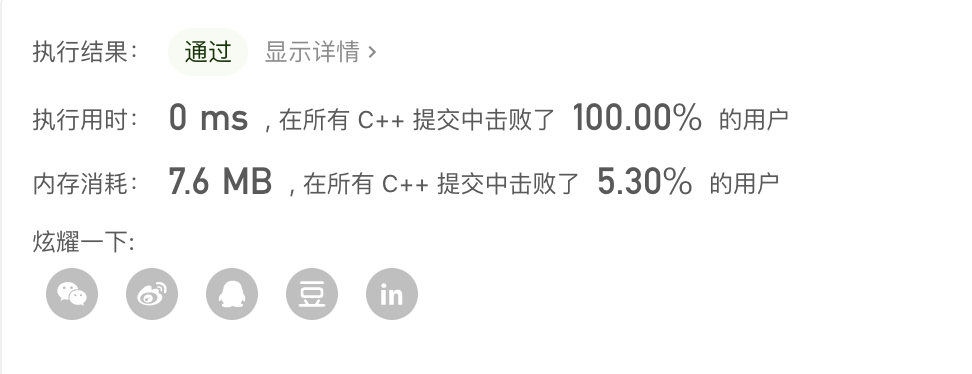 执行结果： 通过 显示详情 >
执行用时： 0 ms , 在所有 C++ 提交中击败了 100.00% 的用户
内存消耗： 7.6 MB , 在所有 C++ 提交中击败了 5.30% 的用户
炫耀一下:
豆 in